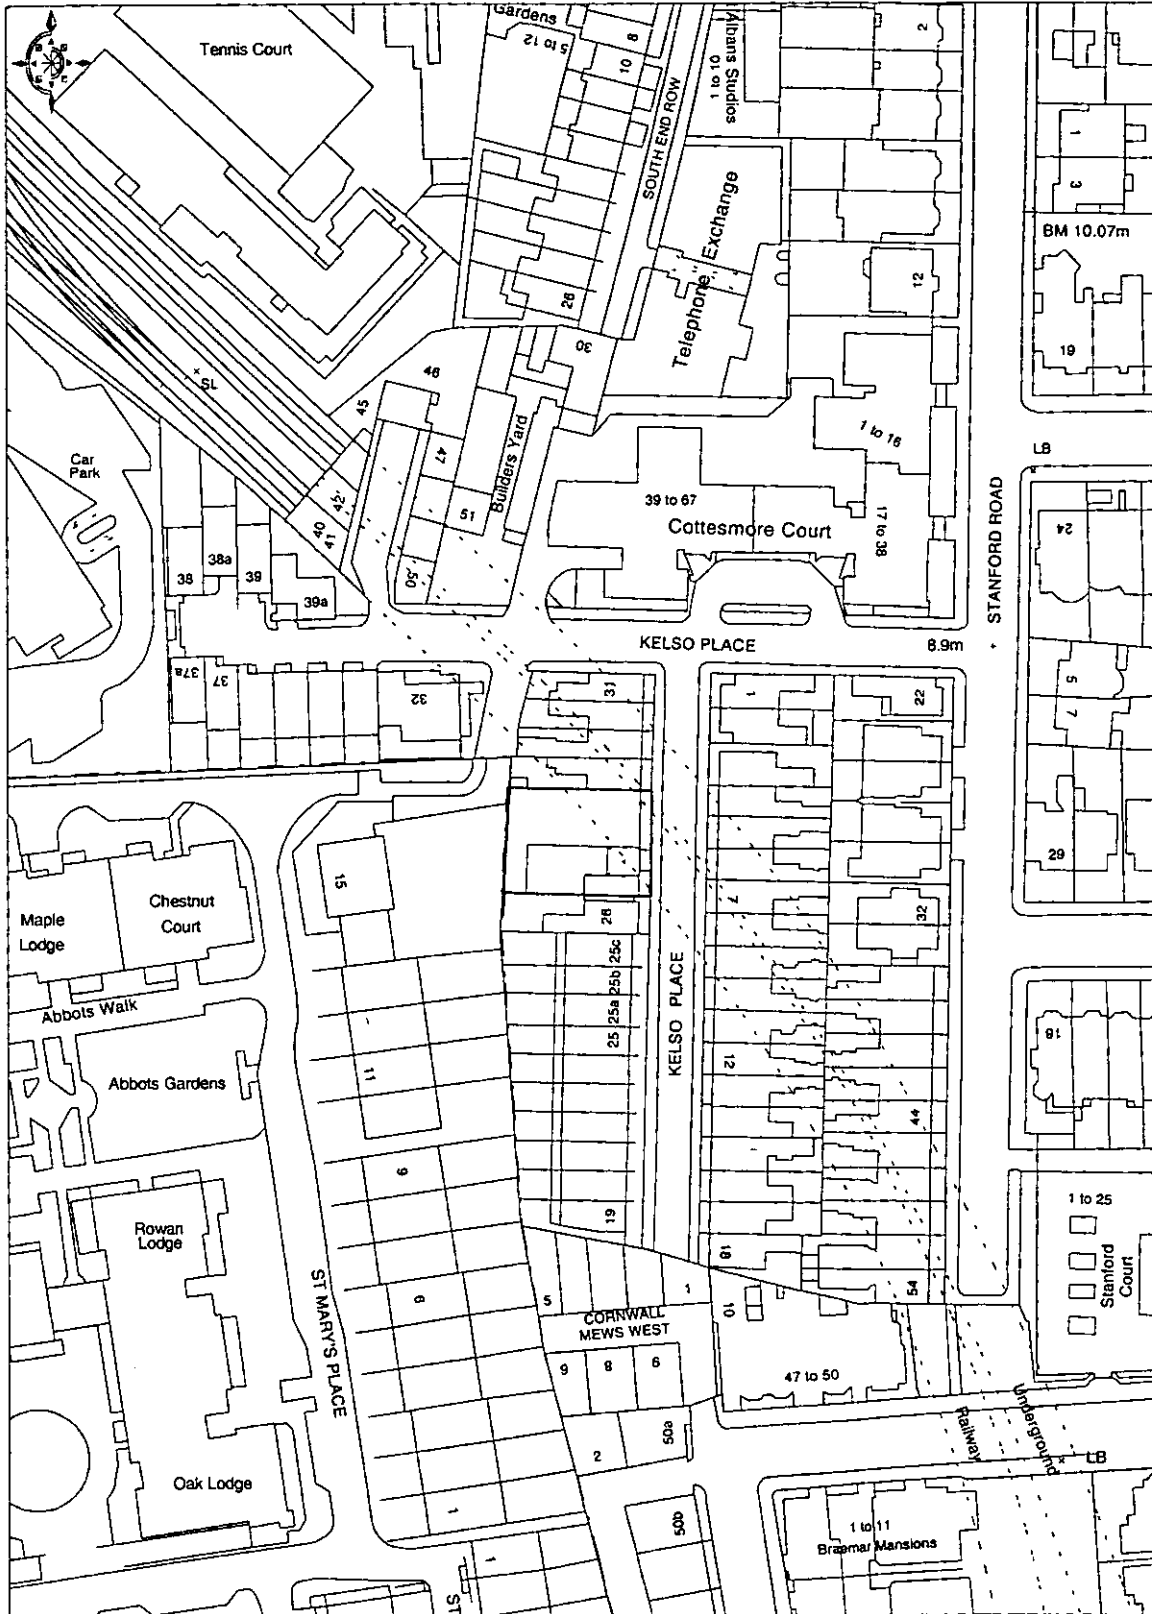 Gardens
5 to 12
8
10
SOUTH END ROW
Albans Studios
1 to 10
2
1
3
BM 10.07m
Tennis Court
Telephone Exchange
12
19
26
30
SL
46
45
47
Builders Yard
51
50
42
40
41
Car
Park
38
38a
39
39a
1 to 16
39 to 67
Cottesmore Court
17 to 38
LB
STANFORD ROAD
24
KELSO PLACE
8.9m
37a
37
32
31
1
22
5
7
29
15
Maple
Lodge
Chestnut
Court
26
7
32
25 25a 25b 25c
KELSO PLACE
Abbots Walk
Abbots Gardens
11
12
18
44
9
19
Rowan
Lodge
ST MARY'S PLACE
6
18
54
1 to 25
Stanford
Court
5
1
10
CORNWALL
MEWS WEST
9
8
6
47 to 50
Underground
Railway
50a
2
LB
Oak Lodge
1
50b
1 to 11
Braemar Mansions
1
ST